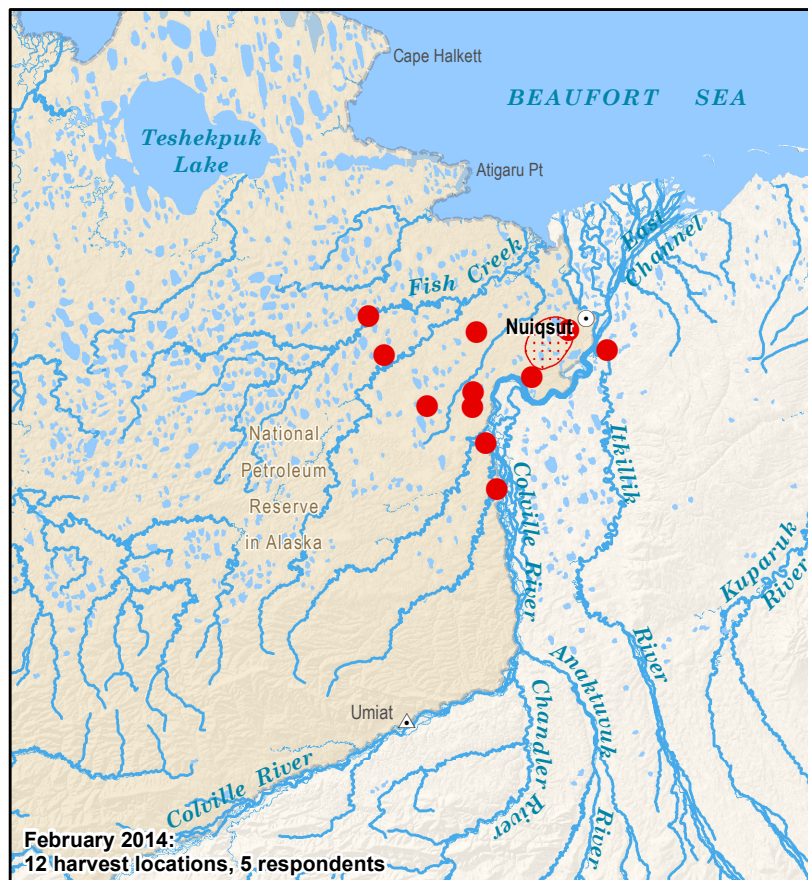 Cape Halkett
BEAUFORT SEA
Teshekpuk
Lake
Atigaru Pt
East
Channel
Fish Creek
Nuiqsut
National
Petroleum
Reserve
in Alaska
Itkillik
River
Colville River
Kuparuk
River
Anaktuvuk
River
Chandler River
Umiat
Colville River
February 2014:
12 harvest locations, 5 respondents